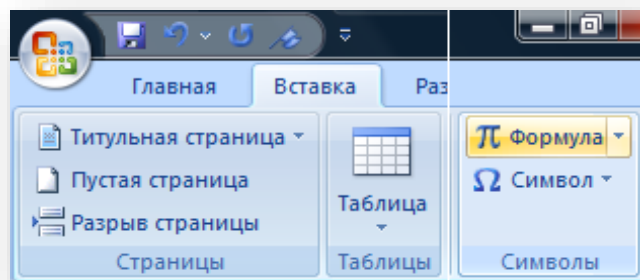 Главная Вставка Раз
Титульная страница
Пустая страница
Разрыв страницы
Страницы
Таблица
Таблицы
π Формула
Ω Символ
Символы